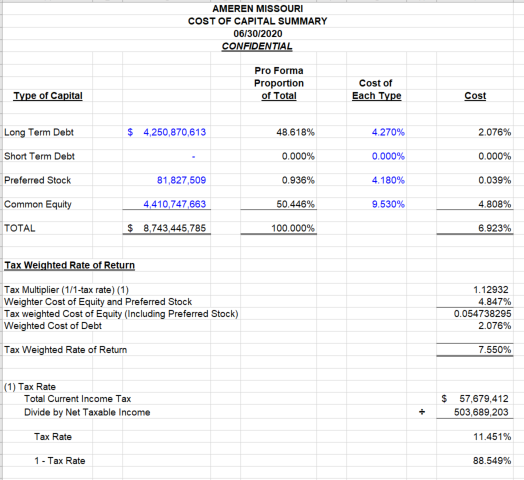 AMEREN MISSOURI
COST OF CAPITAL SUMMARY
06/30/2020
CONFIDENTIAL
Pro Forma
Proportion Cost of
Type of Capital of Total Each Type Cost
Long Term Debt $ 4,250,870,613 48.618% 4.270% 2.076%
Short Term Debt - 0.000% 0.000% 0.000%
Preferred Stock 81,827,509 0.936% 4.180% 0.039%
Common Equity 4,410,747,663 50.446% 9.530% 4.808%
TOTAL $ 8,743,445,785 100.000% 6.923%
Tax Weighted Rate of Return
Tax Multiplier (1/1-tax rate) (1) 1.12932
Weighter Cost of Equity and Preferred Stock 4.847%
Tax weighted Cost of Equity (Including Preferred Stock) 0.054738295
Weighted Cost of Debt 2.076%
Tax Weighted Rate of Return 7.550%
(1) Tax Rate
Total Current Income Tax $ 57,679,412
Divide by Net Taxable Income ÷ 503,689,203
Tax Rate 11.451%
1 - Tax Rate 88.549%